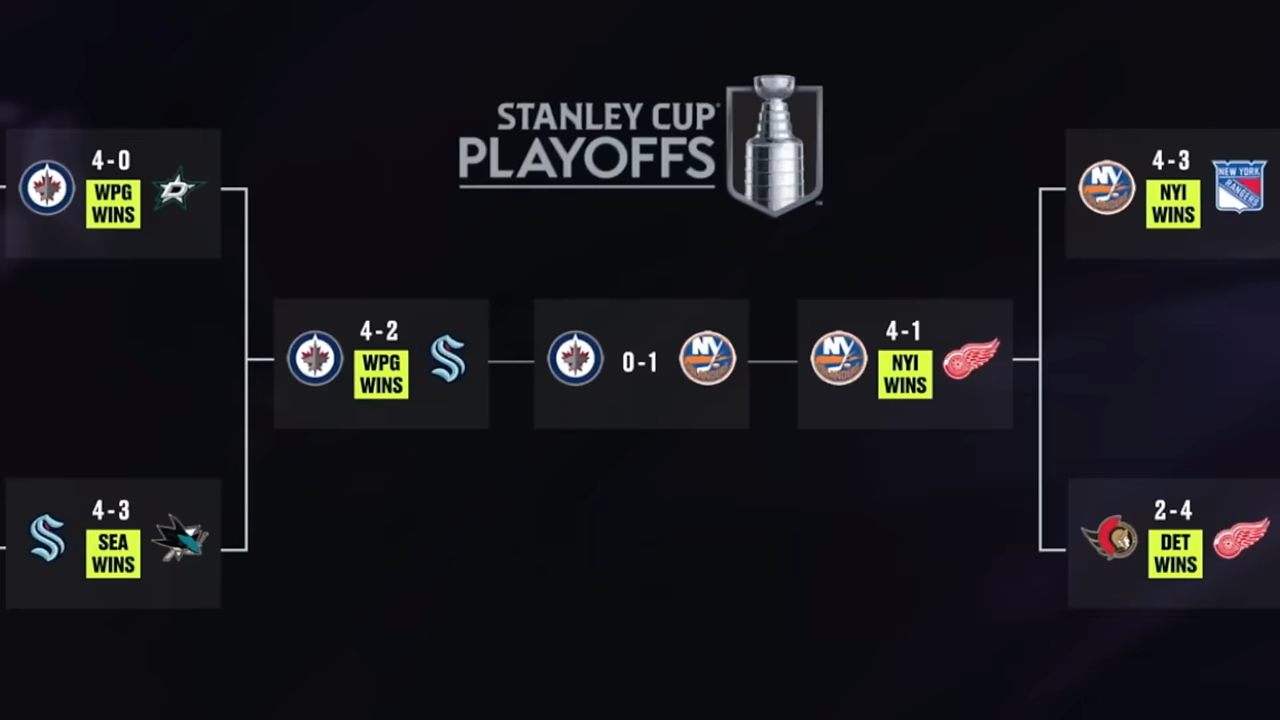 STANLEY CUP
PLAYOFFS
4-0
WPG
WINS
4-3
NYI
WINS
NEW YORK
RANGERS
4-2
WPG
WINS
0-1
NY
4-1
NYI
WINS
4-3
SEA
WINS
2-4
DET
WINS